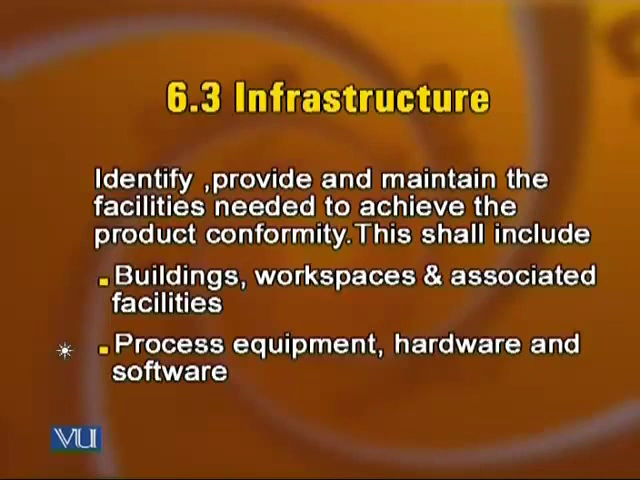 6.3 Infrastructure
Identify ,provide and maintain the
facilities needed to achieve the
product conformity.This shall include
Buildings, workspaces & associated
facilities
Process equipment, hardware and
software
VU